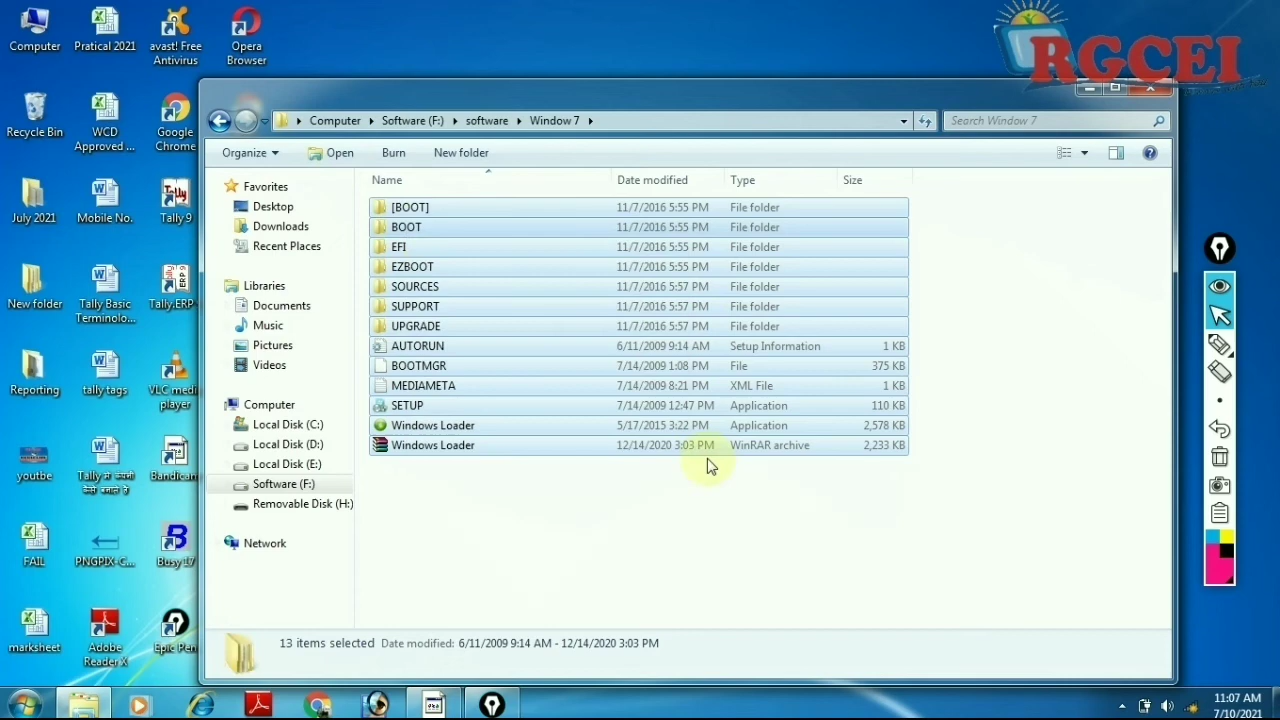 Computer
Pratical 2021
avast! Free
Antivirus
Opera
Browser
RGCEI
Recycle Bin
WCD
Approved ...
Google
Chrome
July 2021
Mobile No.
Tally
Tally 9
New folder
Tally Basic
Terminolo...
Tally.ERP
Reporting
tally tags
VLC media
player
youtbe
Tally म कंपनी
कैसे बनाते है
Bandicam
FAIL
PNGPIX-C...
Busy 17
marksheet
Adobe
Reader X
Epic Pen
Computer
Software (F:)
software
Window 7
Search Window 7
Organize
Open
Burn
New folder
Name
Date modified
Type
Size
Favorites
Desktop
Downloads
Recent Places
Libraries
Documents
Music
Pictures
Videos
Computer
Local Disk (C:)
Local Disk (D:)
Local Disk (E:)
Software (F:)
Removable Disk (H:)
Network
[BOOT] 11/7/2016 5:55 PM File folder
BOOT 11/7/2016 5:55 PM File folder
EFI 11/7/2016 5:55 PM File folder
EZBOOT 11/7/2016 5:55 PM File folder
SOURCES 11/7/2016 5:57 PM File folder
SUPPORT 11/7/2016 5:57 PM File folder
UPGRADE 11/7/2016 5:57 PM File folder
AUTORUN 6/11/2009 9:14 AM Setup Information 1 KB
BOOTMGR 7/14/2009 1:08 PM File 375 KB
MEDIAMETA 7/14/2009 8:21 PM XML File 1 KB
SETUP 7/14/2009 12:47 PM Application 110 KB
Windows Loader 5/17/2015 3:22 PM Application 2,578 KB
Windows Loader 12/14/2020 3:03 PM WinRAR archive 2,233 KB
13 items selected Date modified: 6/11/2009 9:14 AM - 12/14/2020 3:03 PM
11:07 AM
7/10/2021